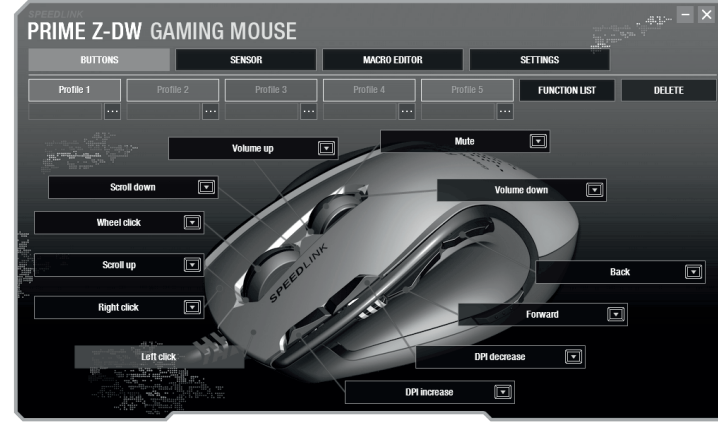 SPEEDLINK
PRIME Z-DW GAMING MOUSE
BUTTONS SENSOR MACRO EDITOR SETTINGS
Profile 1 Profile 2 Profile 3 Profile 4 Profile 5 FUNCTION LIST DELETE
... ... ... ... ...
Volume up
Mute
Scroll down
Volume down
Wheel click
Scroll up
Back
SPEEDLINK
Right click
Forward
Left click
DPI decrease
DPI increase